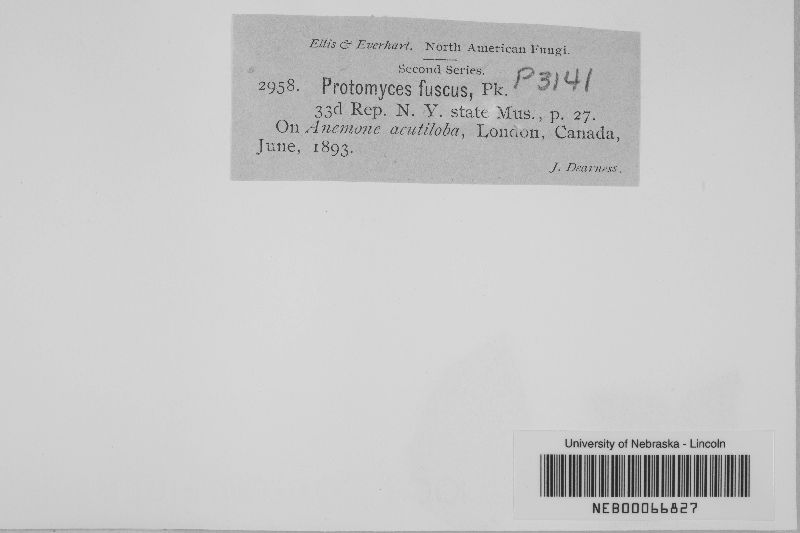 Ellis & Everhart. North American Fungi.
Second Series.
2958. Protomyces fuscus, Pk. P3141
33d Rep. N. Y. state Mus., p. 27.
On Anemone acutiloba, London, Canada,
June, 1893.
J. Dearness.
University of Nebraska - Lincoln
NEB00066827